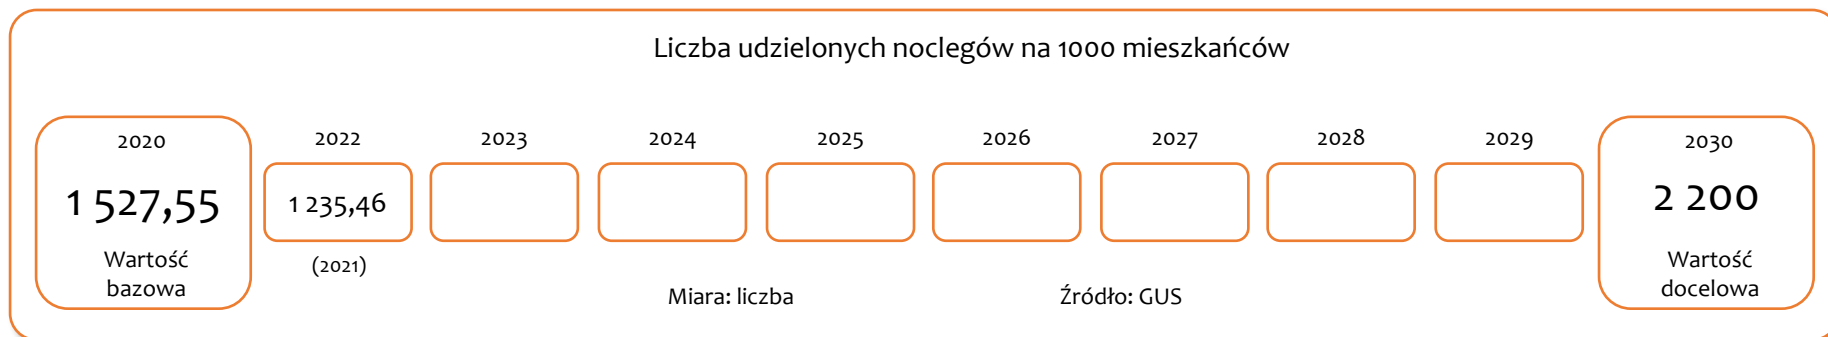 Liczba udzielonych noclegów na 1000 mieszkańców
2020 2022 2023 2024 2025 2026 2027 2028 2029 2030
1 527,55 1 235,46 2 200
Wartość bazowa
(2021)
Wartość docelowa
Miara: liczba Źródło: GUS